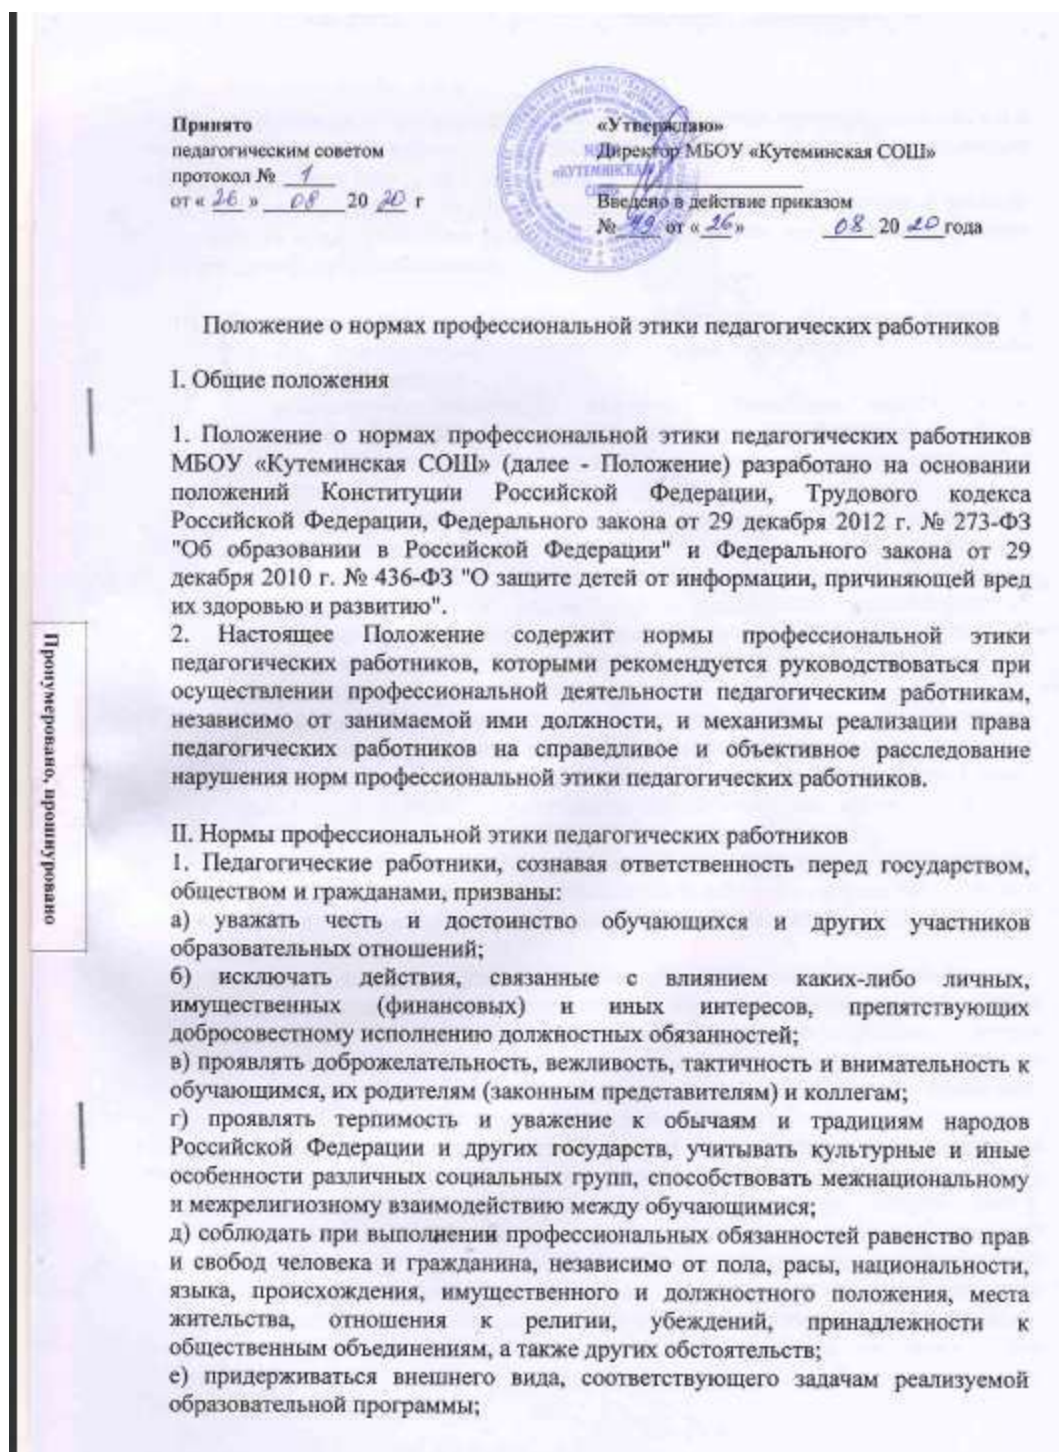 Принято
педагогическим советом
протокол № 1
от « 26 » 08 20 20 г
«Утверждаю»
Директор МБОУ «Кутеминская СОШ»
Введено в действие приказом
№ 49 от « 26 » 08 20 20 года
«КУТЕМИНСКАЯ
Положение о нормах профессиональной этики педагогических работников
I. Общие положения
1. Положение о нормах профессиональной этики педагогических работников
МБОУ «Кутеминская СОШ» (далее - Положение) разработано на основании
положений Конституции Российской Федерации, Трудового кодекса
Российской Федерации, Федерального закона от 29 декабря 2012 г. № 273-ФЗ
"Об образовании в Российской Федерации" и Федерального закона от 29
декабря 2010 г. № 436-ФЗ "О защите детей от информации, причиняющей вред
их здоровью и развитию".
2. Настоящее Положение содержит нормы профессиональной этики
педагогических работников, которыми рекомендуется руководствоваться при
осуществлении профессиональной деятельности педагогическим работникам,
независимо от занимаемой ими должности, и механизмы реализации права
педагогических работников на справедливое и объективное расследование
нарушения норм профессиональной этики педагогических работников.
II. Нормы профессиональной этики педагогических работников
1. Педагогические работники, сознавая ответственность перед государством,
обществом и гражданами, призваны:
а) уважать честь и достоинство обучающихся и других участников
образовательных отношений;
б) исключать действия, связанные с влиянием каких-либо личных,
имущественных (финансовых) и иных интересов, препятствующих
добросовестному исполнению должностных обязанностей;
в) проявлять доброжелательность, вежливость, тактичность и внимательность к
обучающимся, их родителям (законным представителям) и коллегам;
г) проявлять терпимость и уважение к обычаям и традициям народов
Российской Федерации и других государств, учитывать культурные и иные
особенности различных социальных групп, способствовать межнациональному
и межрелигиозному взаимодействию между обучающимися;
д) соблюдать при выполнении профессиональных обязанностей равенство прав
и свобод человека и гражданина, независимо от пола, расы, национальности,
языка, происхождения, имущественного и должностного положения, места
жительства, отношения к религии, убеждений, принадлежности к
общественным объединениям, а также других обстоятельств;
е) придерживаться внешнего вида, соответствующего задачам реализуемой
образовательной программы;
Пронумеровано, прошнуровано